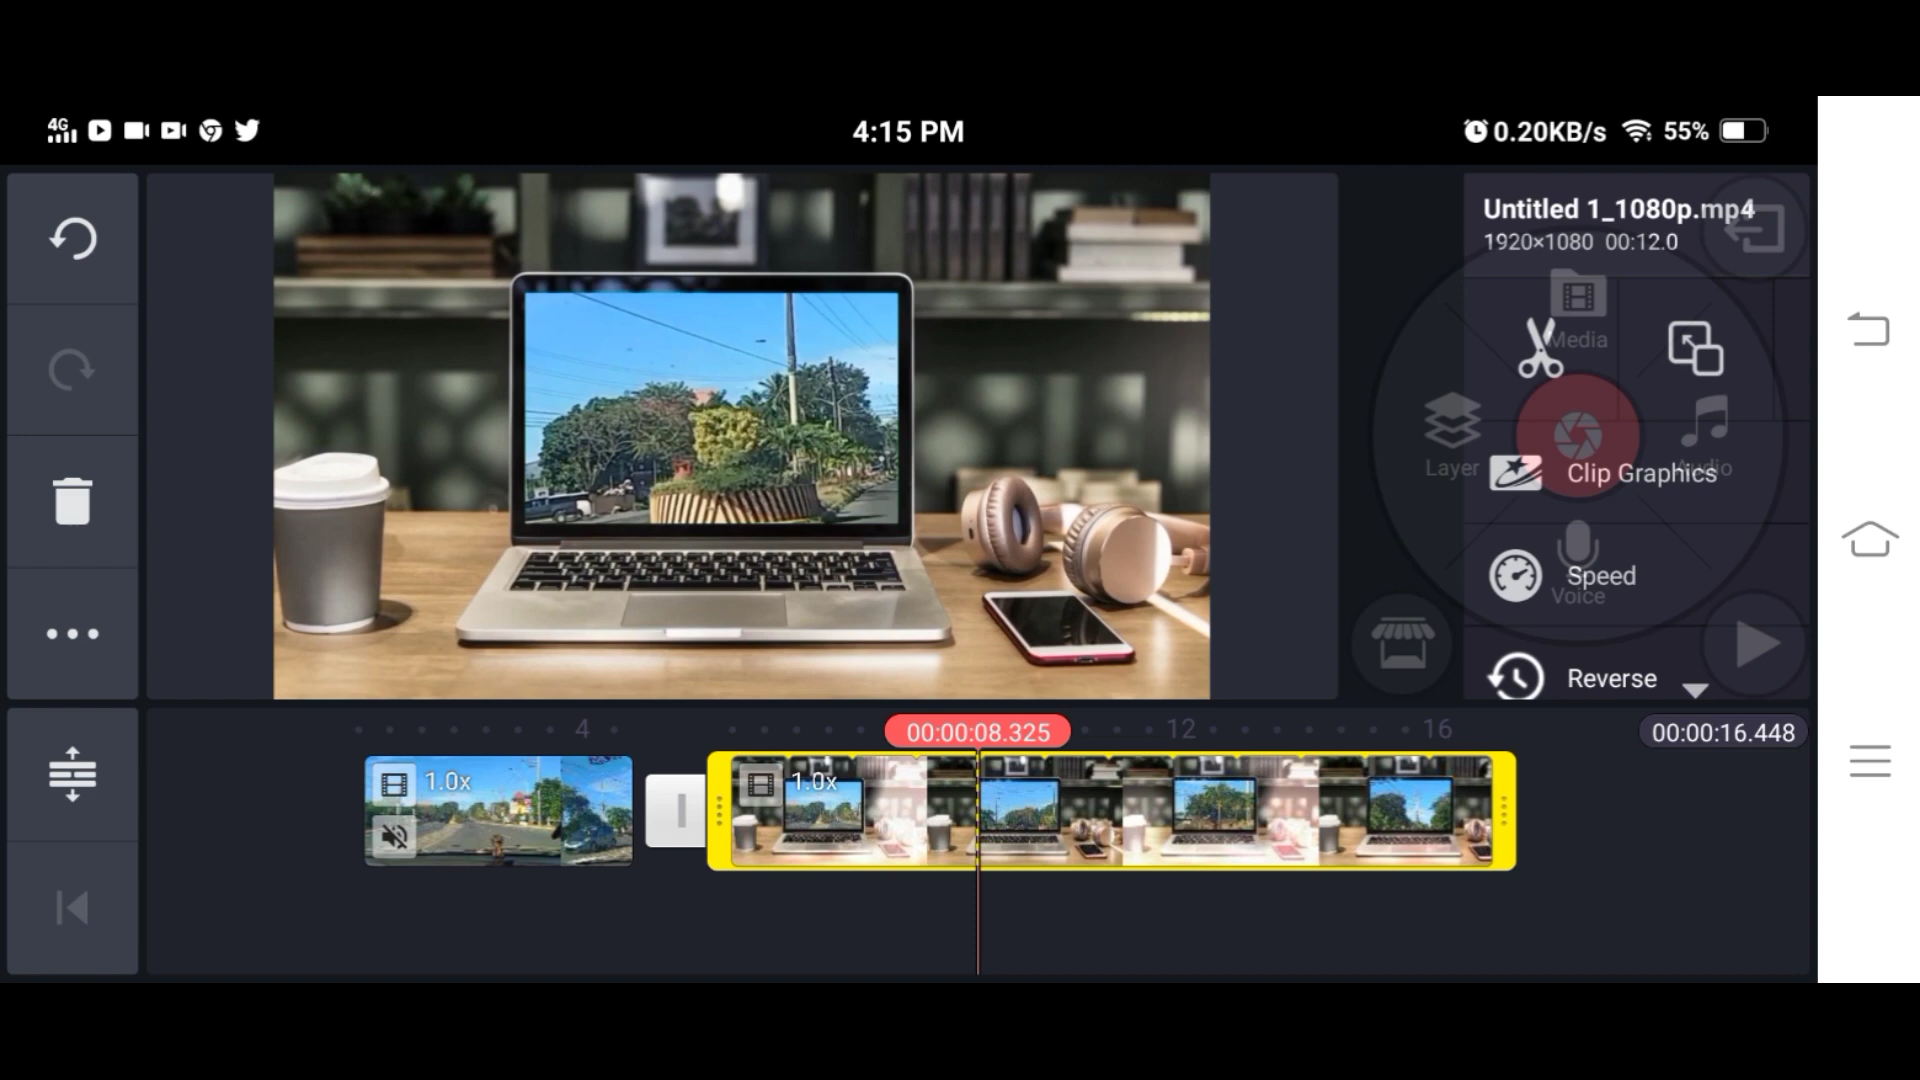 4G
4:15 PM
0.20KB/s 55%
Untitled 1_1080p.mp4
1920×1080 00:12.0
Media
Layer
Audio
Clip Graphics
Speed
Voice
Reverse
4
00:00:08.325
12
16
00:00:16.448
1.0x
1.0x